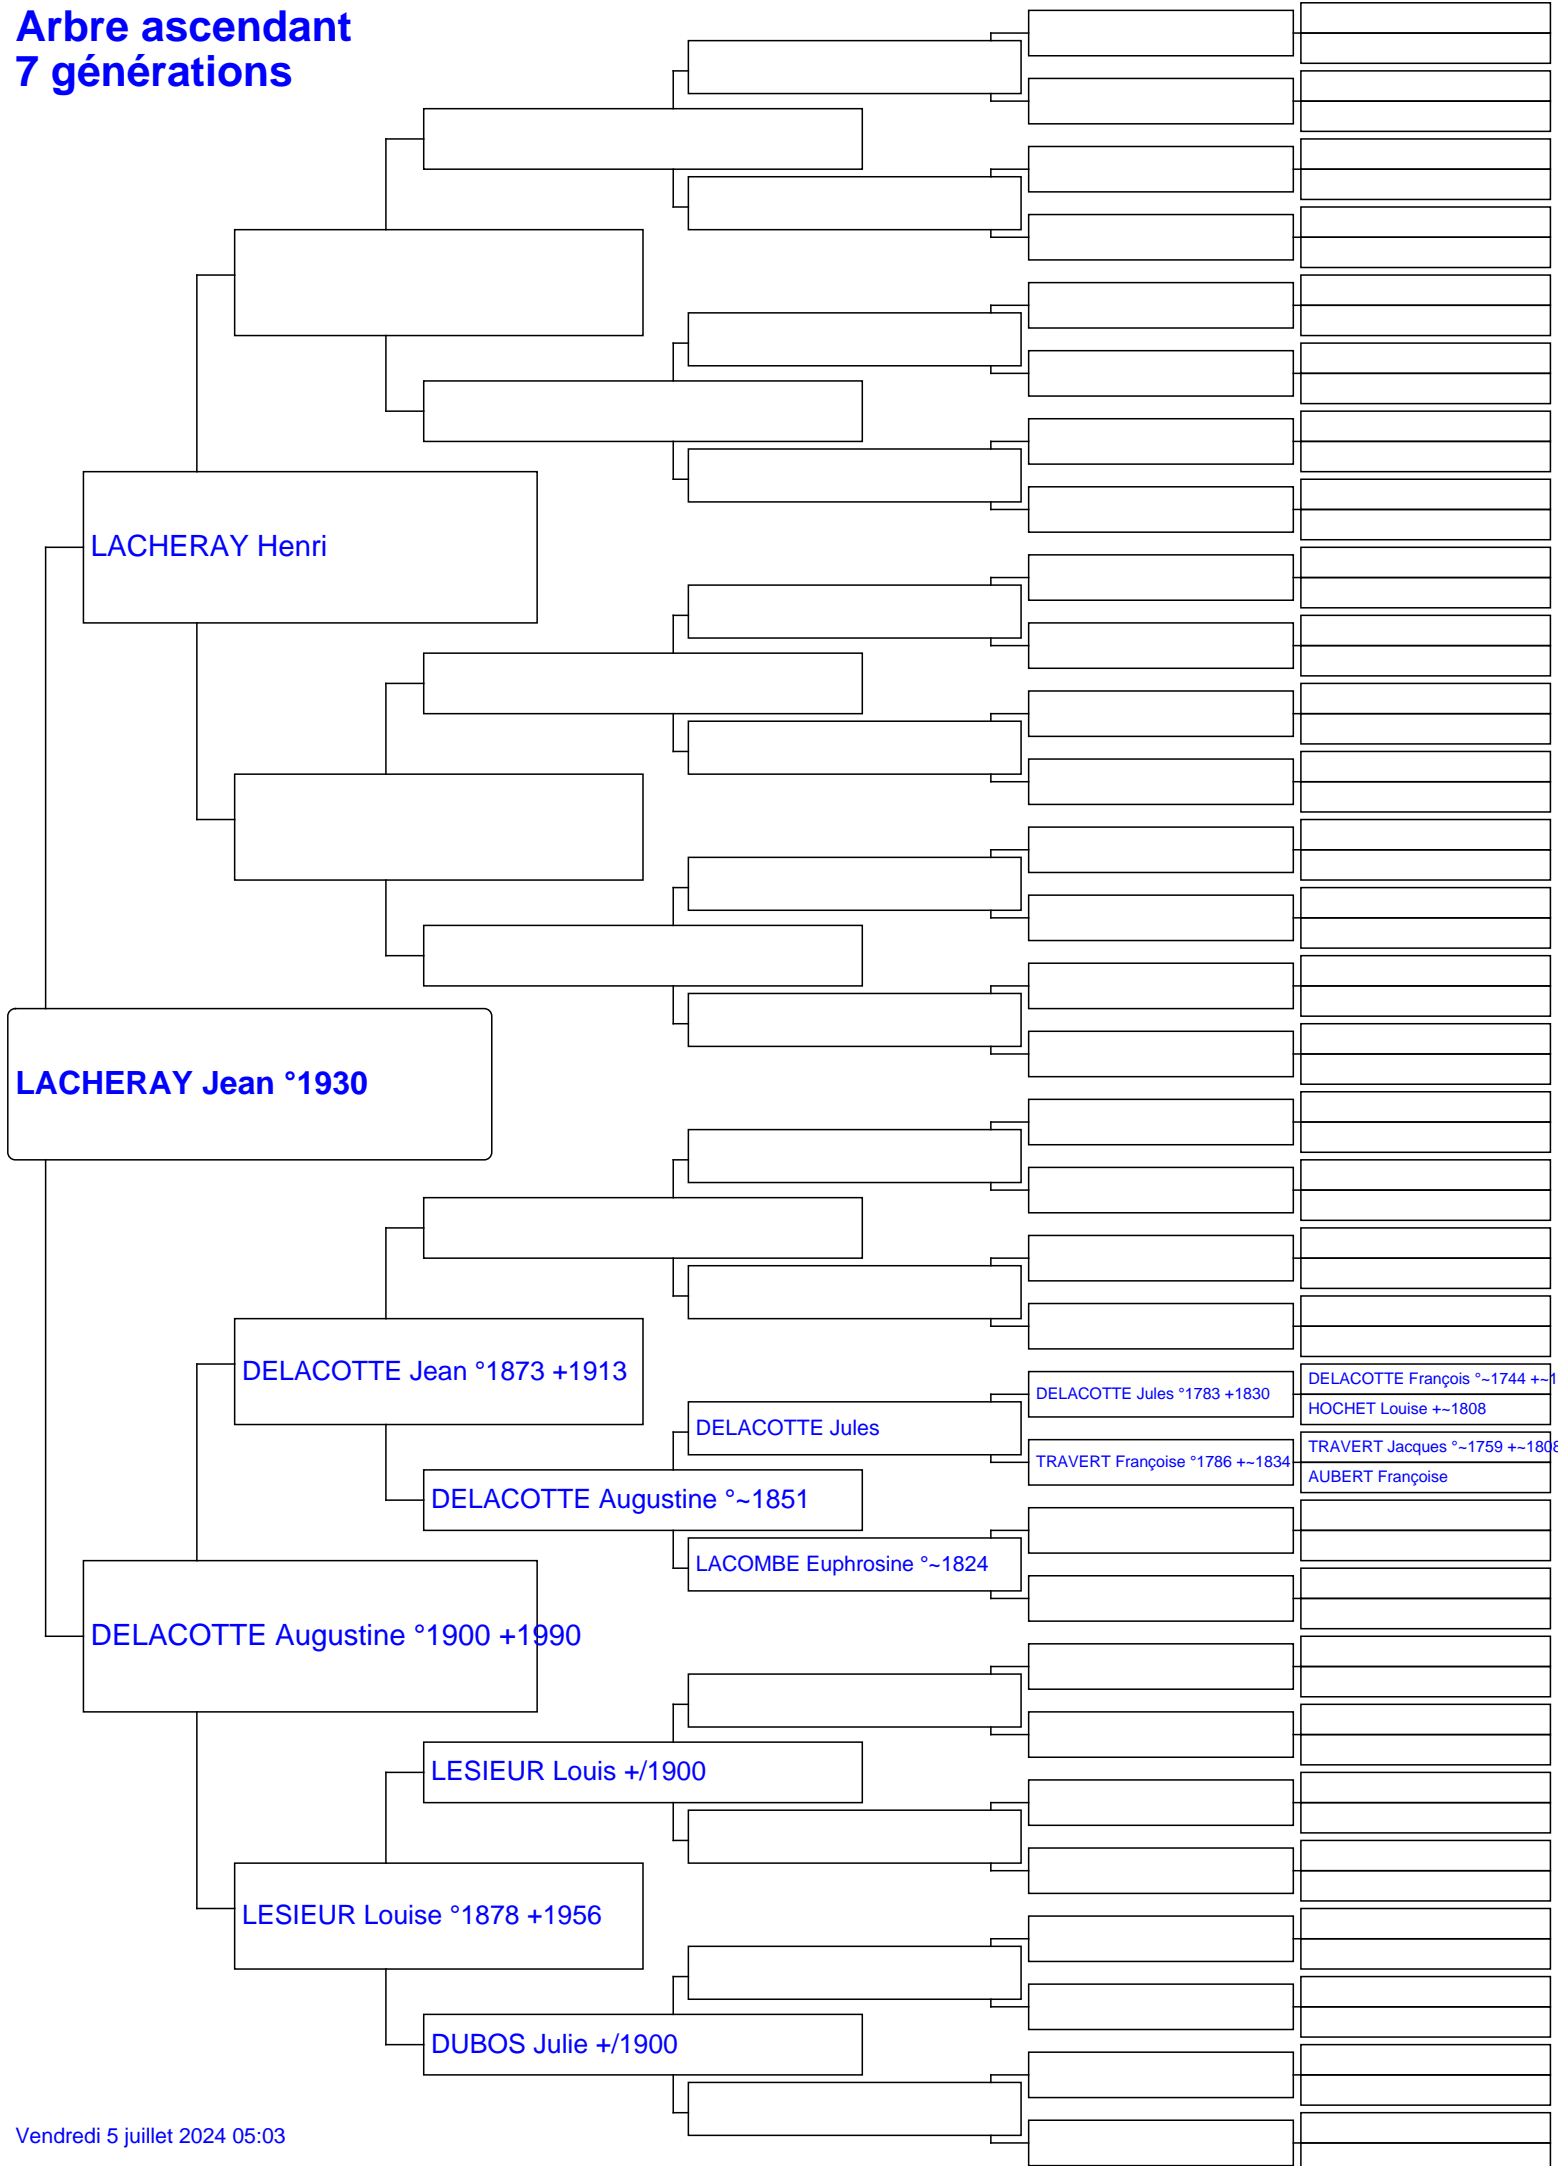 Arbre ascendant
7 générations
LACHERAY Henri
LACHERAY Jean °1930
DELACOTTE Jean °1873 +1913
DELACOTTE François °~1744 +~1
DELACOTTE Jules °1783 +1830
HOCHET Louise +~1808
DELACOTTE Jules
TRAVERT Jacques °~1759 +~1808
TRAVERT Françoise °1786 +~1834
AUBERT Françoise
DELACOTTE Augustine °~1851
LACOMBE Euphrosine °~1824
DELACOTTE Augustine °1900 +1990
LESIEUR Louis +/1900
LESIEUR Louise °1878 +1956
DUBOS Julie +/1900
Vendredi 5 juillet 2024 05:03